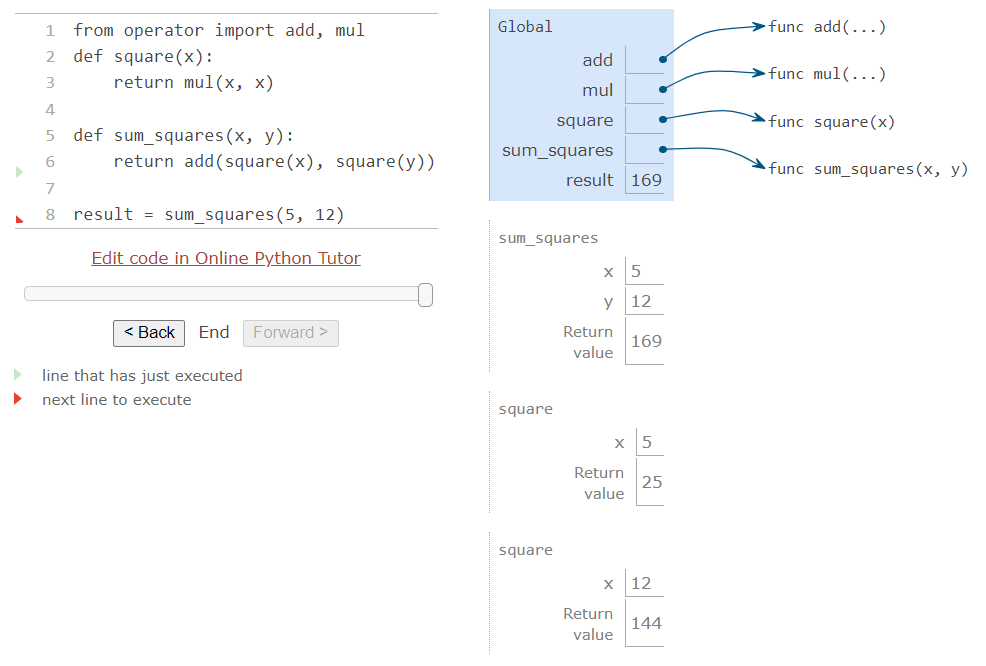 1 from operator import add, mul
2 def square(x):
3     return mul(x, x)
4
5 def sum_squares(x, y):
6     return add(square(x), square(y))
7
8 result = sum_squares(5, 12)
Edit code in Online Python Tutor
< Back End Forward >
line that has just executed
next line to execute
Global
add
mul
square
sum_squares
result 169
func add(...)
func mul(...)
func square(x)
func sum_squares(x, y)
sum_squares
x 5
y 12
Return
value 169
square
x 5
Return
value 25
square
x 12
Return
value 144